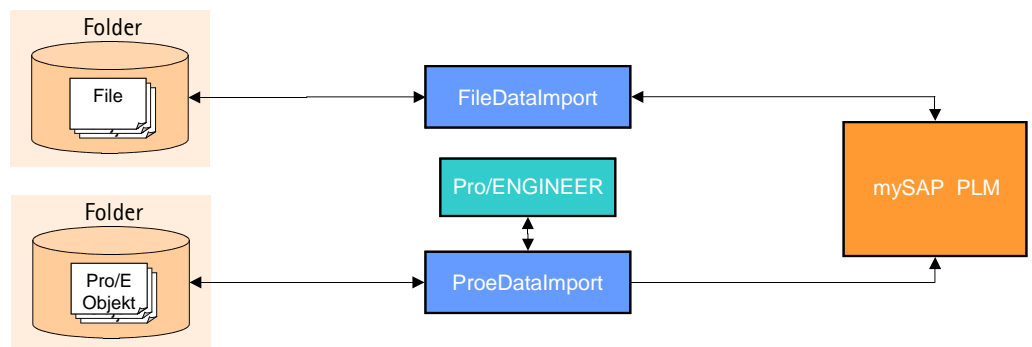 Folder
File
FileDataImport
Pro/ENGINEER
mySAP PLM
Folder
Pro/E
Objekt
ProeDataImport